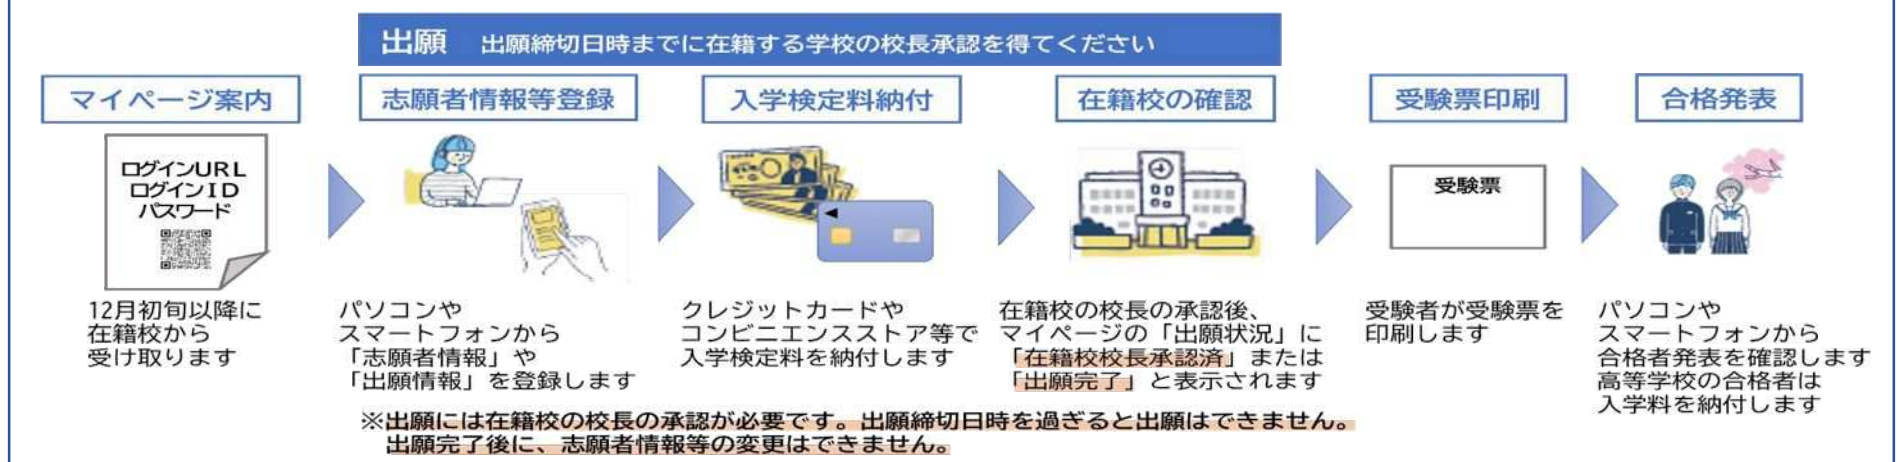 出願 出願締切日時までに在籍する学校の校長承認を得てください
マイページ案内
ログインURL
ログインID
パスワード
12月初旬以降に
在籍校から
受け取ります
志願者情報等登録
パソコンや
スマートフォンから
「志願者情報」や
「出願情報」を登録します
入学検定料納付
クレジットカードや
コンビニエンスストア等で
入学検定料を納付します
在籍校の確認
在籍校の校長の承認後、
マイページの「出願状況」に
「在籍校校長承認済」または
「出願完了」と表示されます
受験票印刷
受験票
受験者が受験票を
印刷します
合格発表
パソコンや
スマートフォンから
合格者発表を確認します
高等学校の合格者は
入学料を納付します
※出願には在籍校の校長の承認が必要です。出願締切日時を過ぎると出願はできません。
出願完了後に、志願者情報等の変更はできません。